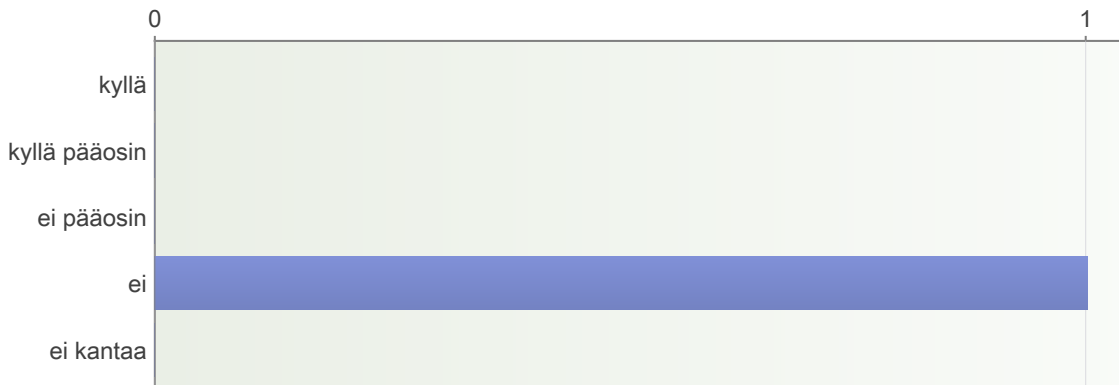 0 1
kyllä
kyllä pääosin
ei pääosin
ei
ei kantaa